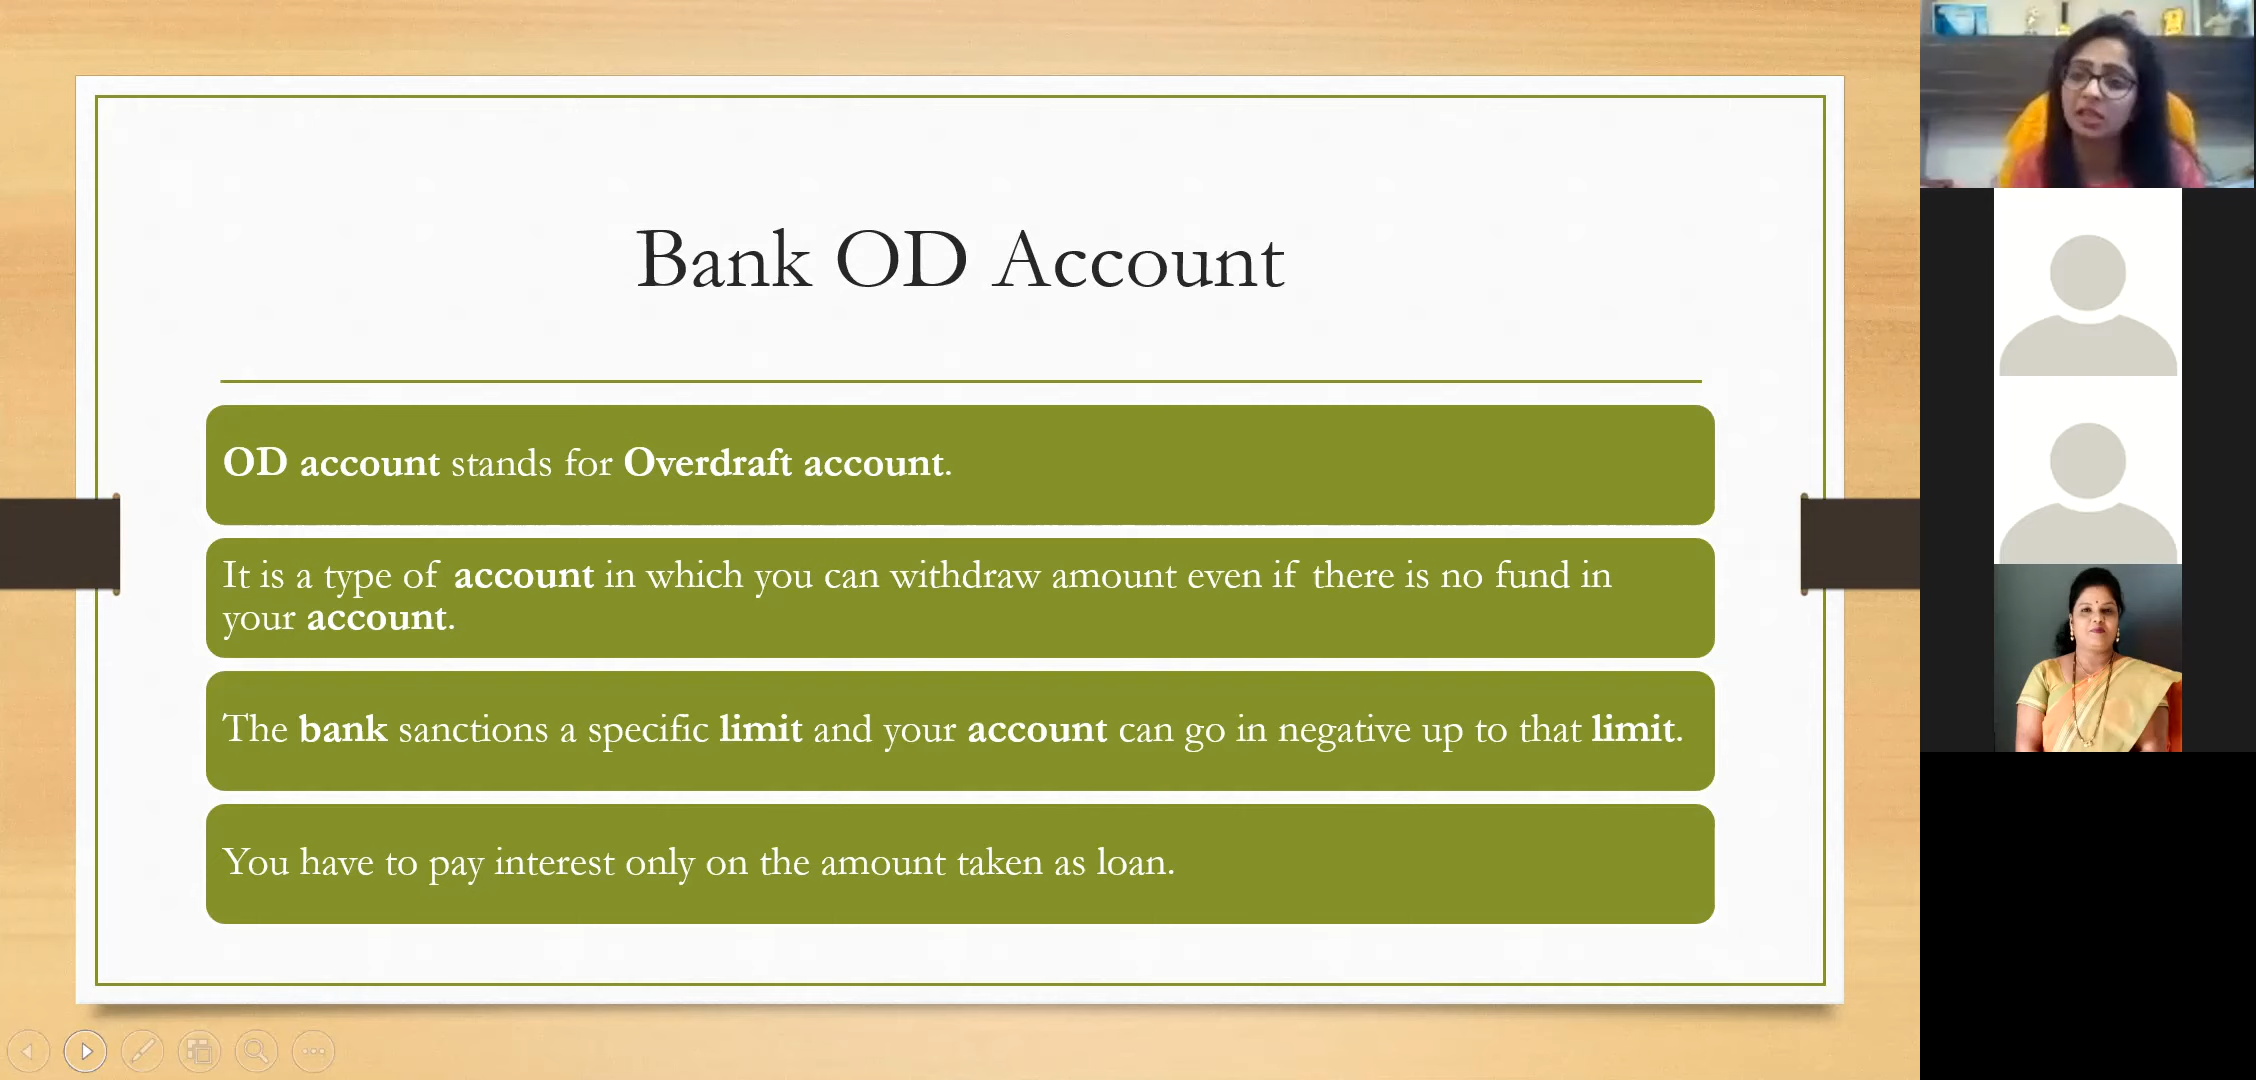 Bank OD Account
OD account stands for Overdraft account.
It is a type of account in which you can withdraw amount even if there is no fund in
your account.
The bank sanctions a specific limit and your account can go in negative up to that limit.
You have to pay interest only on the amount taken as loan.